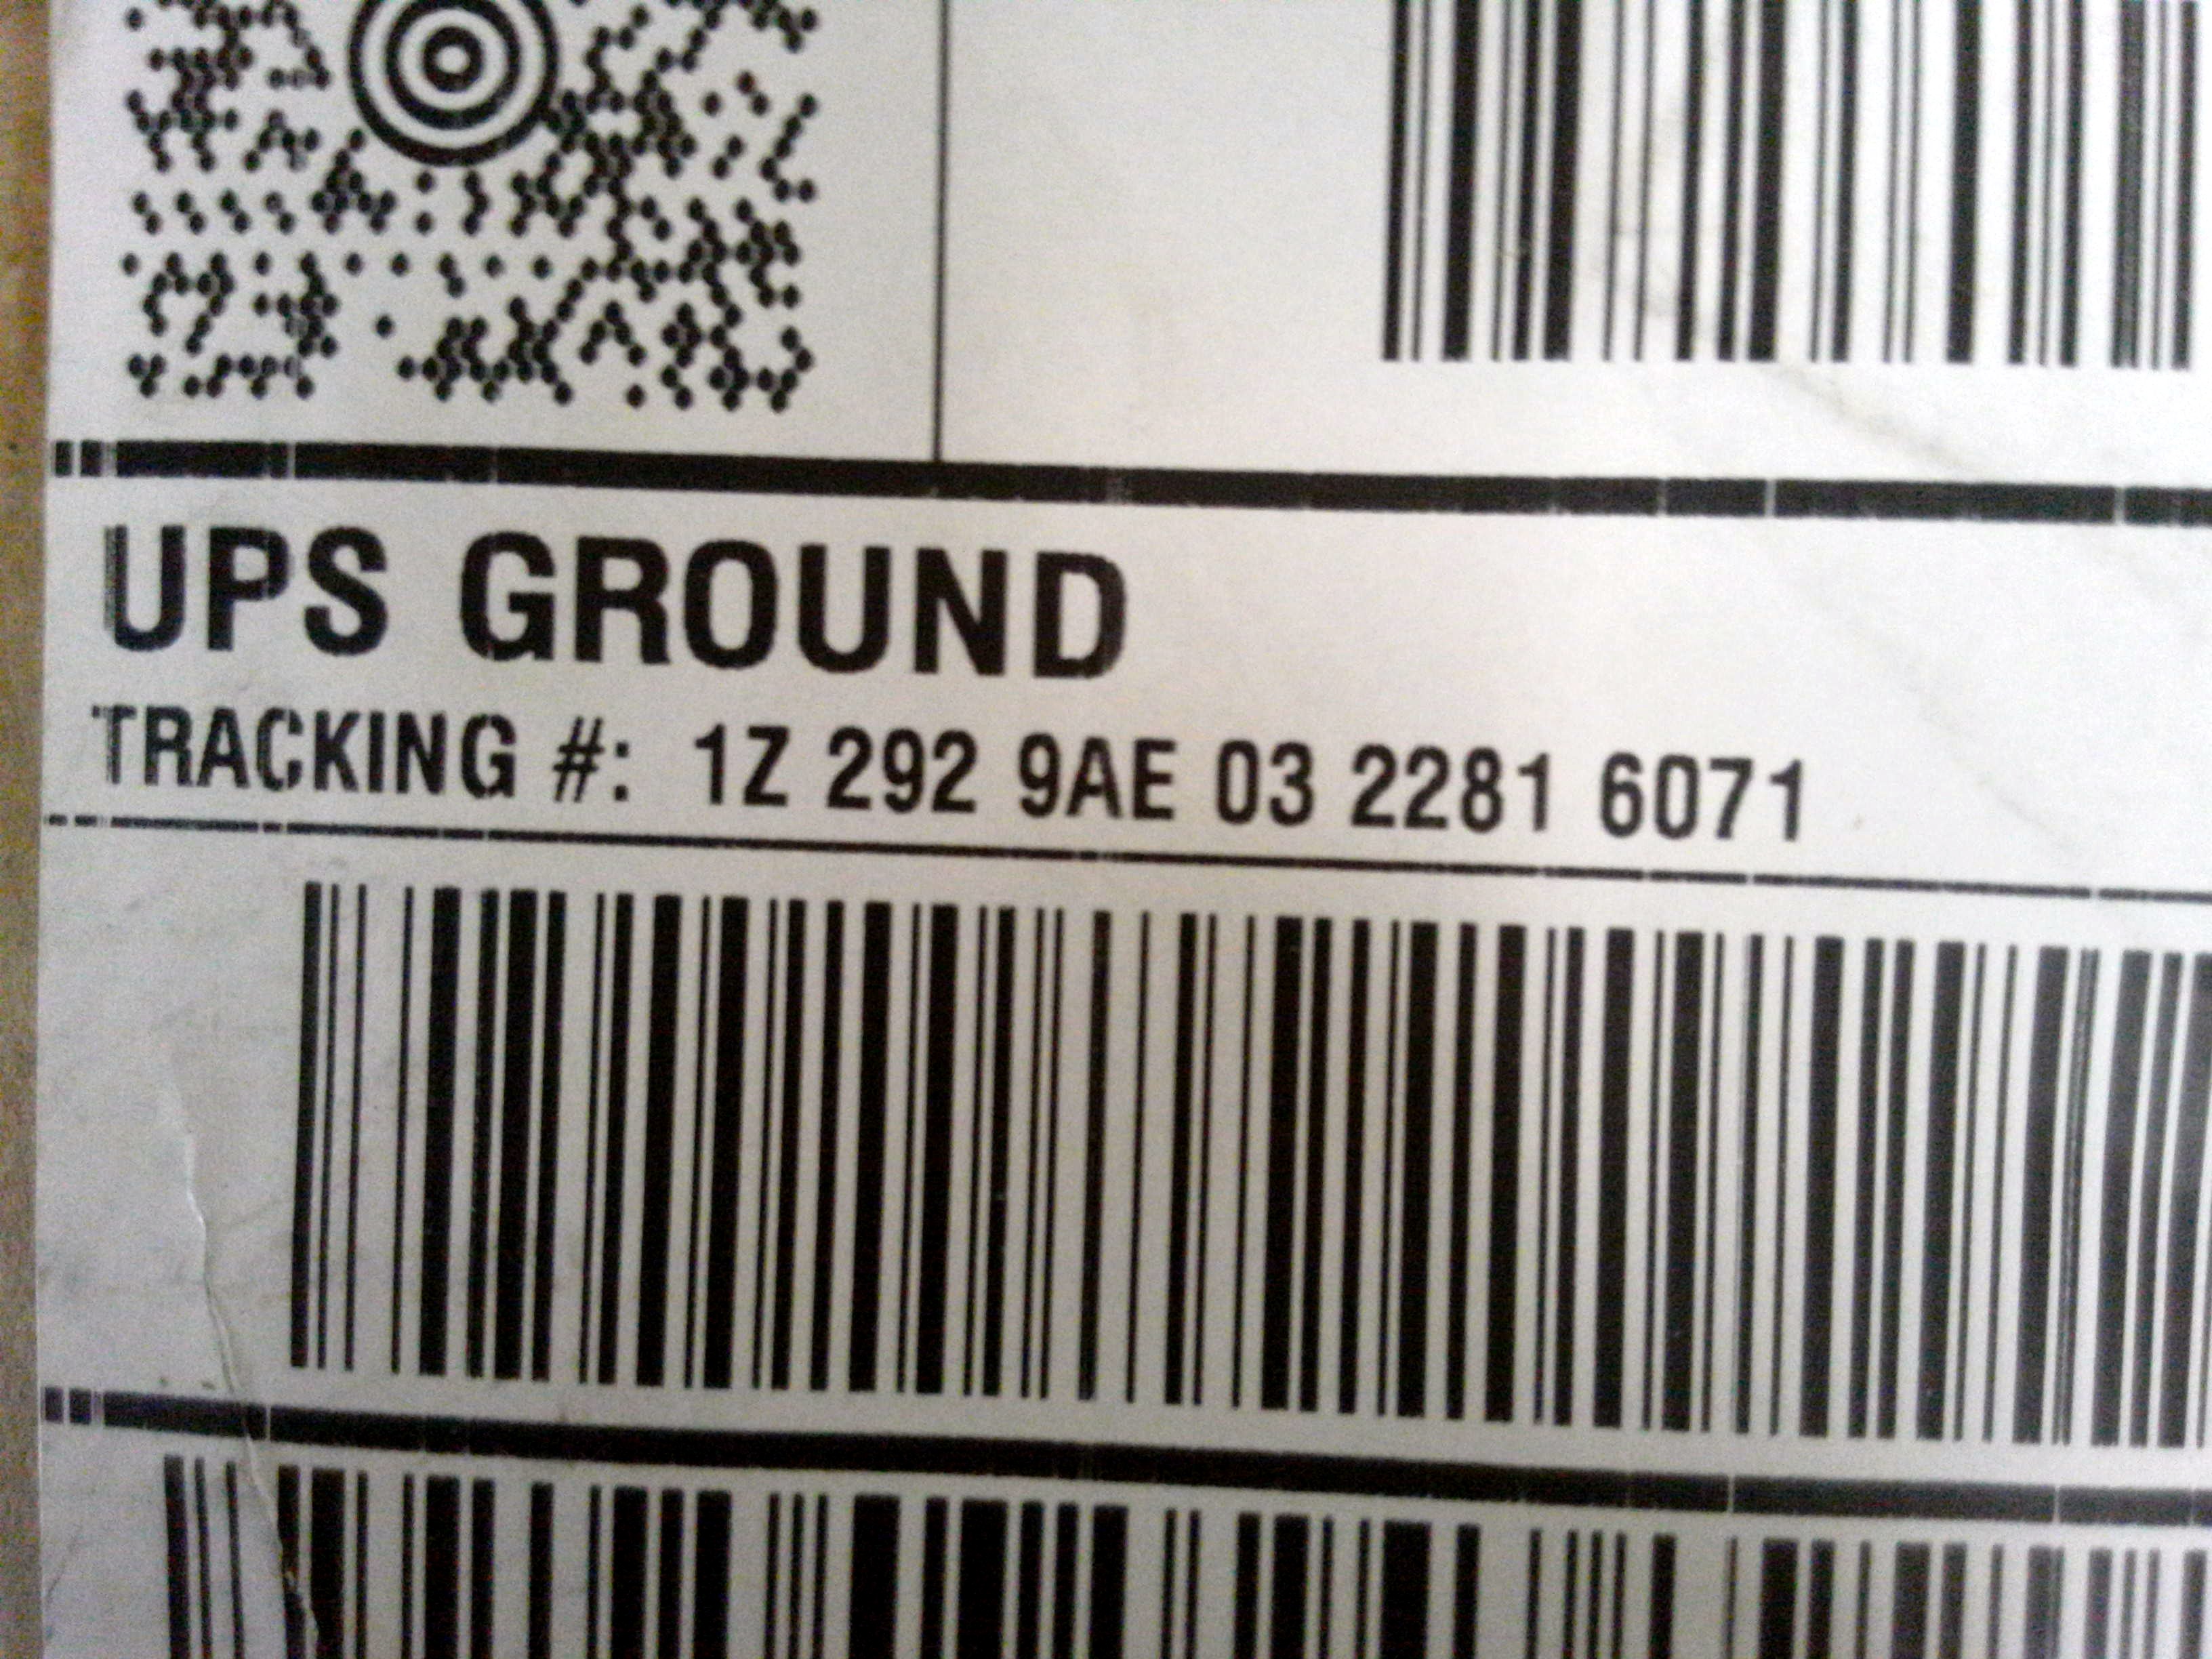 UPS GROUND
TRACKING #: 1Z 292 9AE 03 2281 6071